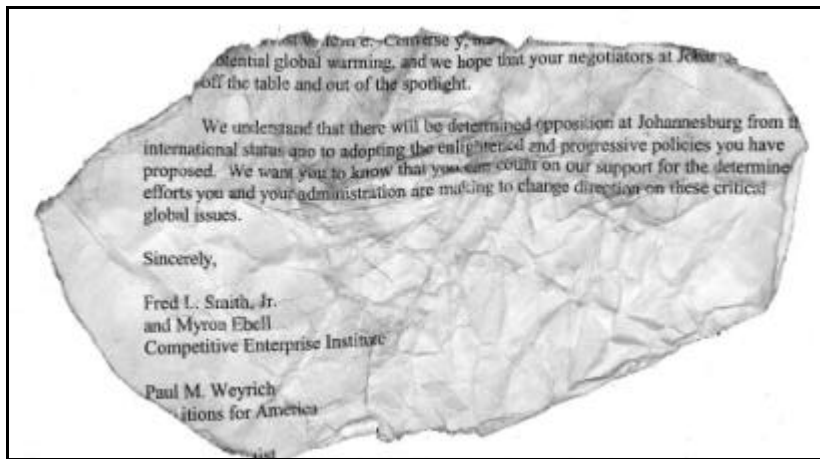 otential global warming, and we hope that your negotiators at
off the table and out of the spotlight.
We understand that there will be determined opposition at Johannesburg from
international status quo to adopting the enlightened and progressive policies you have
proposed. We want you to know that you can count on our support for the determine
efforts you and your administration are making to change direction on these critical
global issues.
Sincerely,
Fred L. Smith, Jr.
and Myron Ebell
Competitive Enterprise Institute
Paul M. Weyrich
itions for America